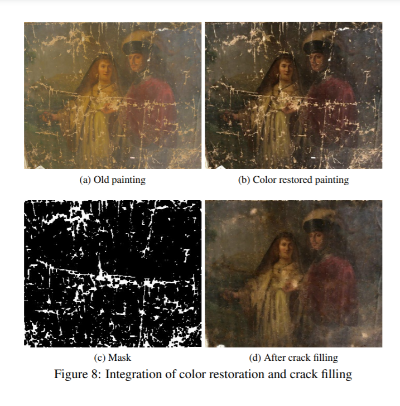 (a) Old painting
(b) Color restored painting
(c) Mask
(d) After crack filling
Figure 8: Integration of color restoration and crack filling